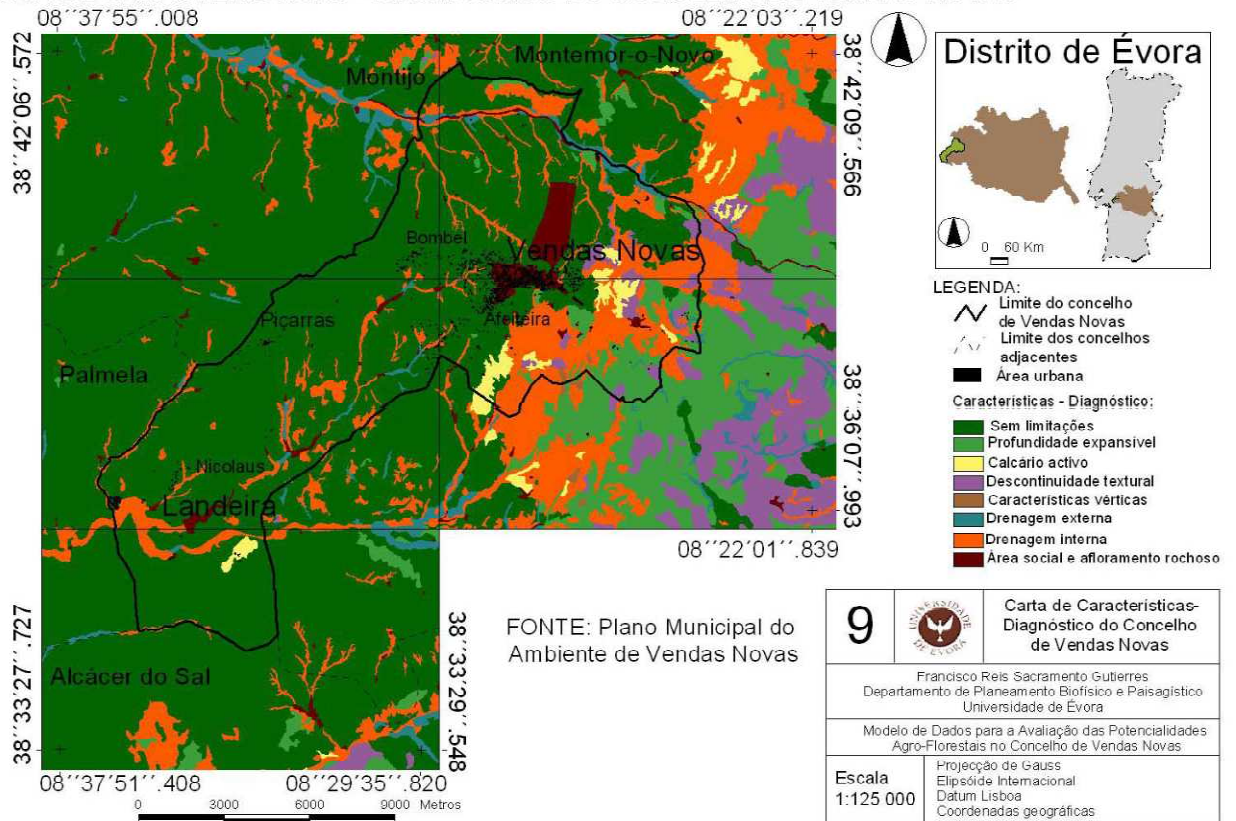 08''37'55''.008
08''22'03''.219
38''42'06''.572
38''42'09''.566
Montijo
Montemor-o-Novo
Bombel
Vendas Novas
Piçarras
Afeiteira
Palmela
Nicolaus
Landeira
38''36'07''.993
08''22'01''.839
38''33'27''.727
Alcácer do Sal
38''33'29''.548
08''37'51''.408
08''29'35''.820
0 3000 6000 9000 Metros
FONTE: Plano Municipal do
Ambiente de Vendas Novas
Distrito de Évora
0 60 Km
LEGENDA:
Limite do concelho
de Vendas Novas
Limite dos concelhos
adjacentes
Área urbana
Características - Diagnóstico:
Sem limitações
Profundidade expansível
Calcário activo
Descontinuidade textural
Características vérticas
Drenagem externa
Drenagem interna
Área social e afloramento rochoso
9
UNIVERSIDADE
DE ÉVORA
Carta de Características-
Diagnóstico do Concelho
de Vendas Novas
Francisco Reis Sacramento Gutierres
Departamento de Planeamento Biofísico e Paisagístico
Universidade de Évora
Modelo de Dados para a Avaliação das Potencialidades
Agro-Florestais no Concelho de Vendas Novas
Escala
1:125 000
Projecção de Gauss
Elipsóide Internacional
Datum Lisboa
Coordenadas geográficas